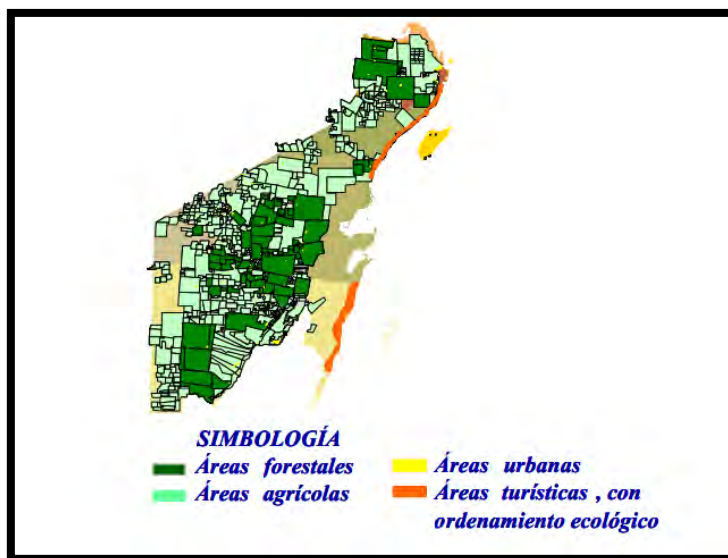 SIMBOLOGÍA
Áreas forestales
Áreas agrícolas
Áreas urbanas
Áreas turísticas , con
ordenamiento ecológico